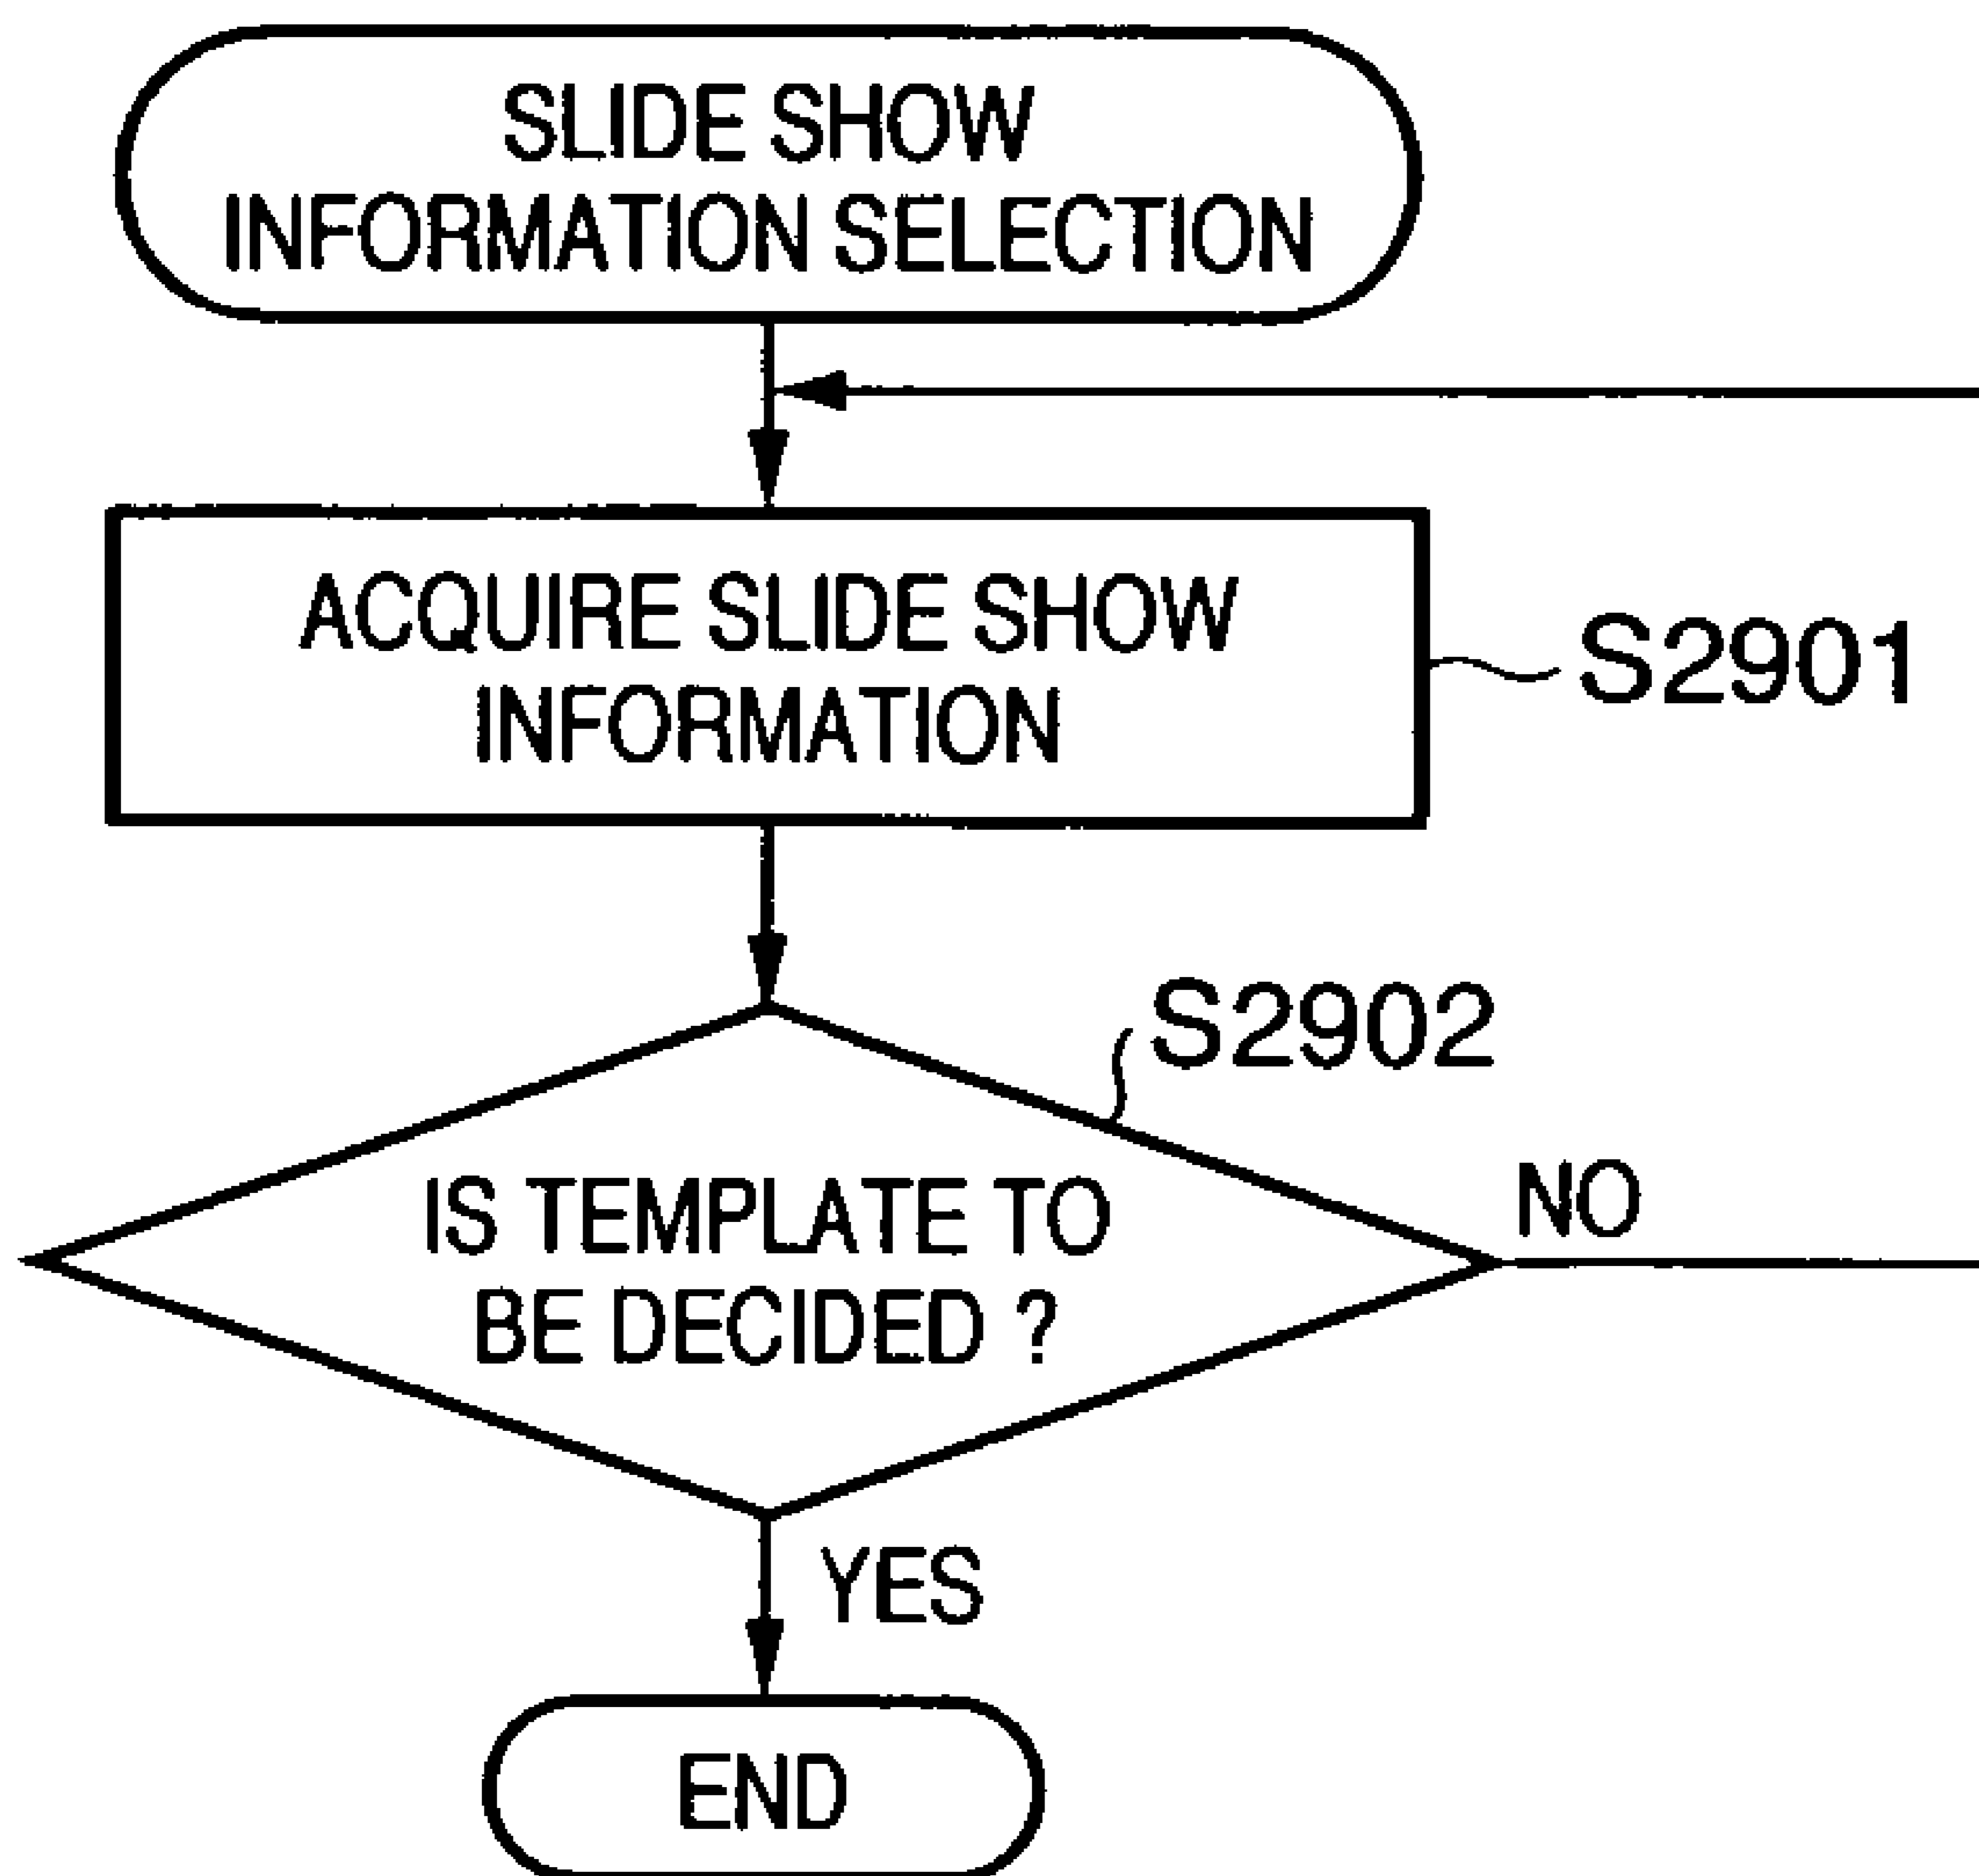 SLIDE SHOW
INFORMATION SELECTION
ACQUIRE SLIDE SHOW
INFORMATION
S2901
S2902
IS TEMPLATE TO
BE DECIDED ?
NO
YES
END